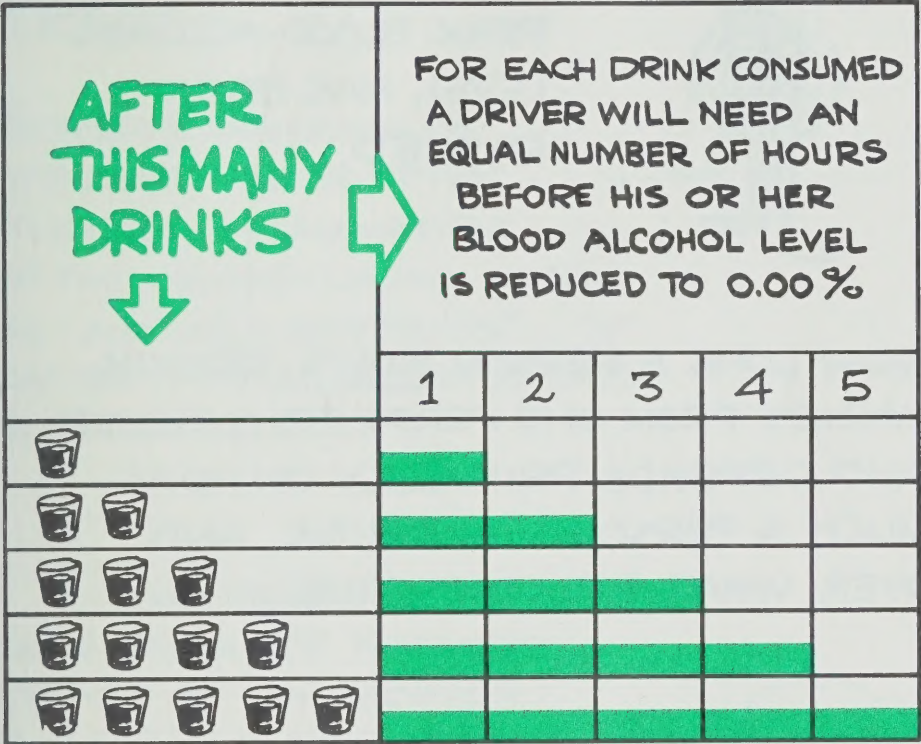 AFTER
THIS MANY
DRINKS
FOR EACH DRINK CONSUMED
A DRIVER WILL NEED AN
EQUAL NUMBER OF HOURS
BEFORE HIS OR HER
BLOOD ALCOHOL LEVEL
IS REDUCED TO 0.00%
1 2 3 4 5